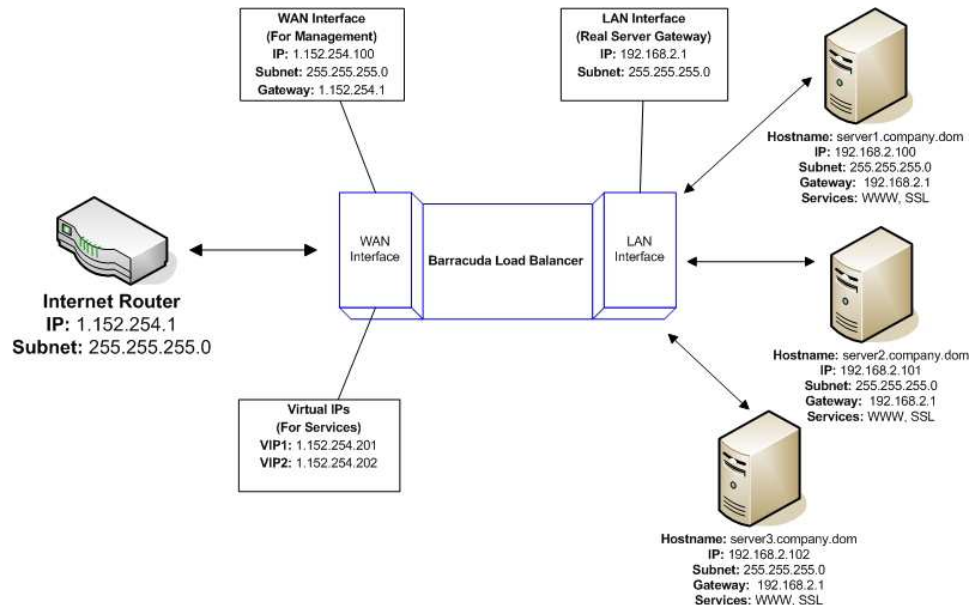 WAN Interface
(For Management)
IP: 1.152.254.100
Subnet: 255.255.255.0
Gateway: 1.152.254.1
LAN Interface
(Real Server Gateway)
IP: 192.168.2.1
Subnet: 255.255.255.0
Hostname: server1.company.dom
IP: 192.168.2.100
Subnet: 255.255.255.0
Gateway: 192.168.2.1
Services: WWW, SSL
Internet Router
IP: 1.152.254.1
Subnet: 255.255.255.0
WAN
Interface
Barracuda Load Balancer
LAN
Interface
Hostname: server2.company.dom
IP: 192.168.2.101
Subnet: 255.255.255.0
Gateway: 192.168.2.1
Services: WWW, SSL
Virtual IPs
(For Services)
VIP1: 1.152.254.201
VIP2: 1.152.254.202
Hostname: server3.company.dom
IP: 192.168.2.102
Subnet: 255.255.255.0
Gateway: 192.168.2.1
Services: WWW, SSL